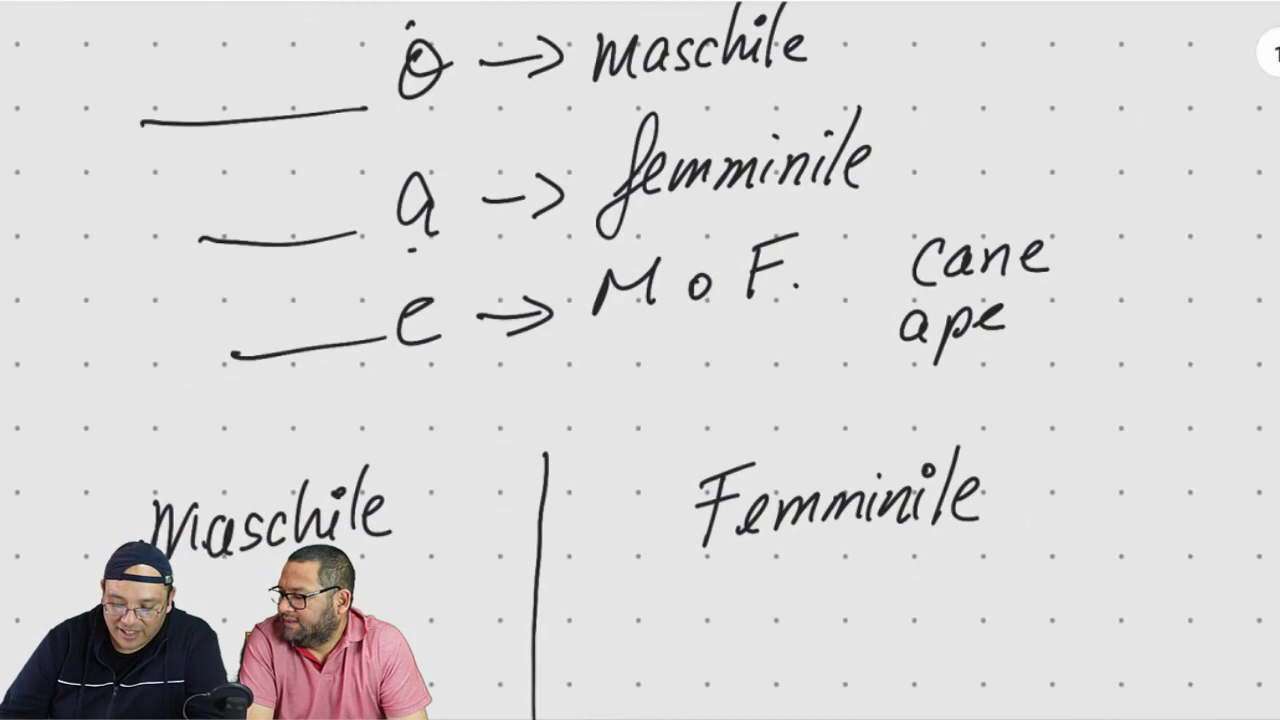 o → maschile
a → femminile
e → M o F. cane
ape
Maschile Femminile